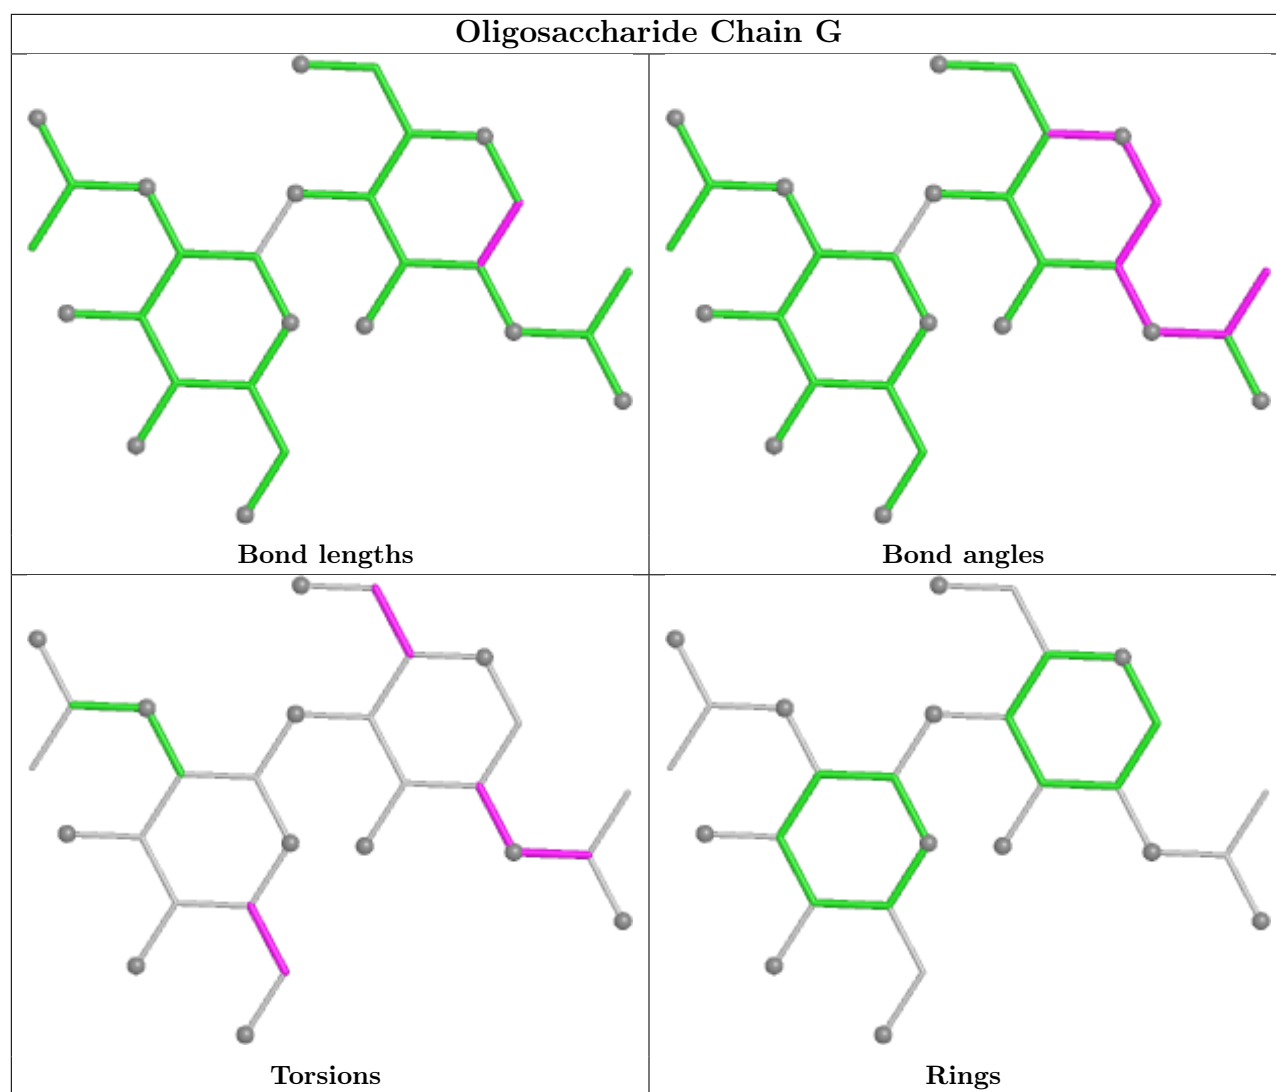 Oligosaccharide Chain G
Bond lengths
Bond angles
Torsions
Rings